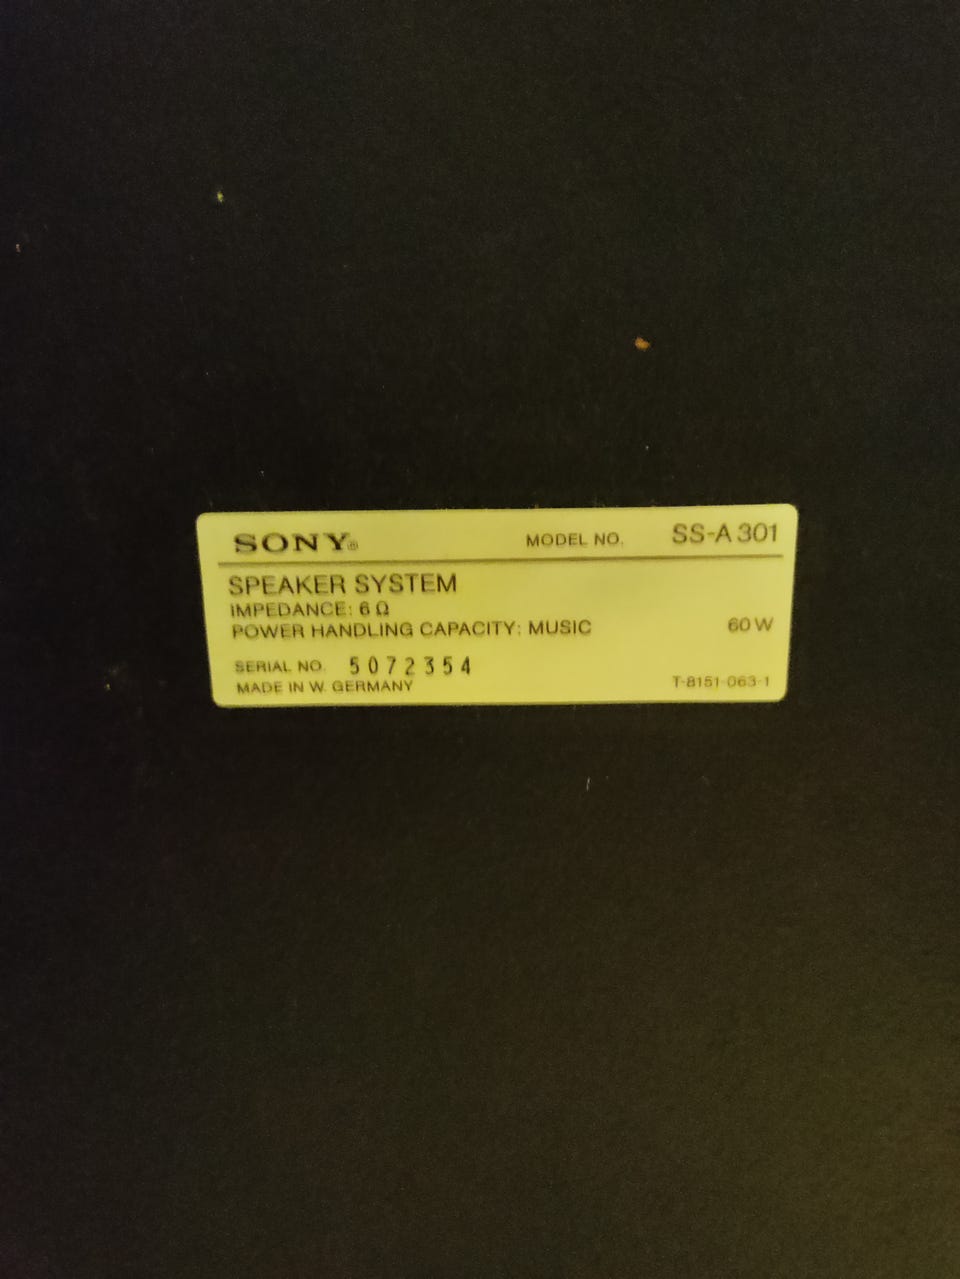 SONY®
MODEL NO. SS-A301
SPEAKER SYSTEM
IMPEDANCE: 6 Ω
POWER HANDLING CAPACITY: MUSIC 60 W
SERIAL NO. 5072354
MADE IN W. GERMANY T-8151-063-1